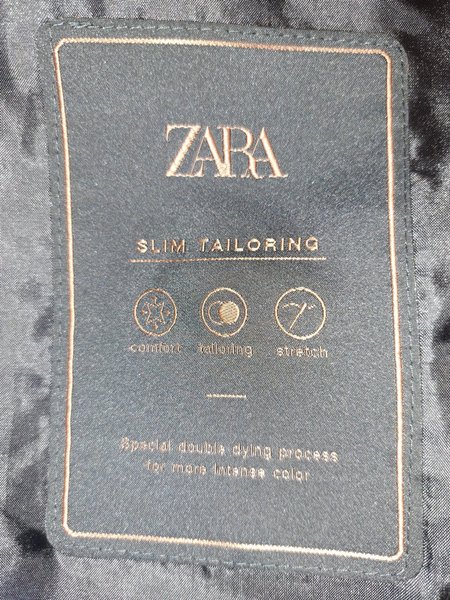 ZARA
SLIM TAILORING
comfort tailoring stretch
Special double dying process
for more intense color